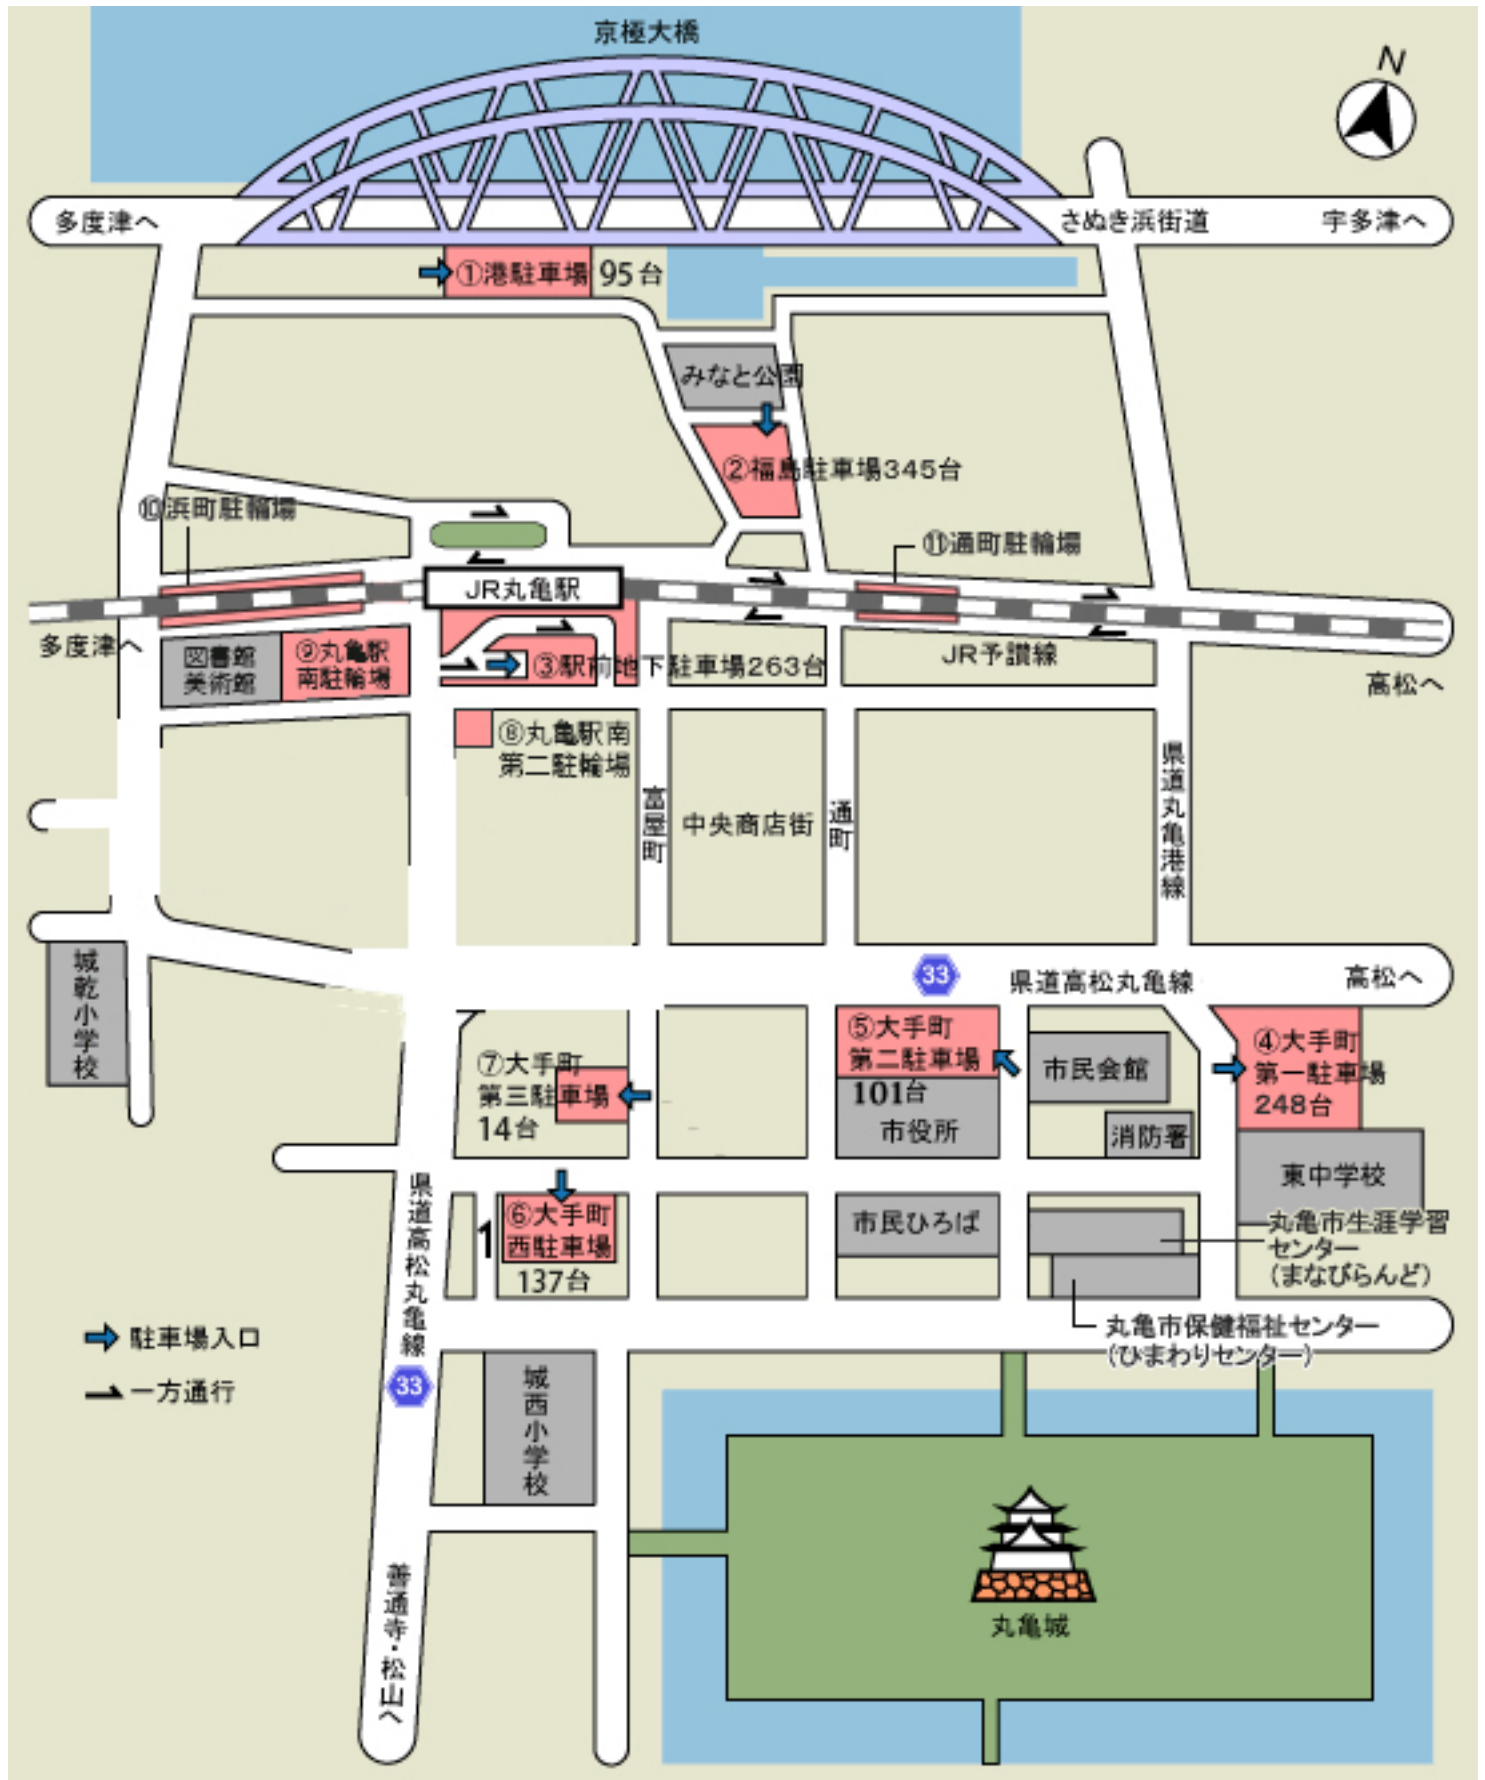 京極大橋
N
多度津へ
さぬき浜街道
宇多津へ
①港駐車場 95台
みなと公園
②福島駐車場345台
⑩浜町駐輪場
⑪通町駐輪場
JR丸亀駅
多度津へ
図書館
美術館
⑨丸亀駅
南駐輪場
③駅前地下駐車場263台
JR予讃線
高松へ
⑧丸亀駅南
第二駐輪場
富屋町
中央商店街
通町
県道丸亀港線
33
県道高松丸亀線
高松へ
城乾小学校
⑦大手町
第三駐車場
14台
⑤大手町
第二駐車場
101台
市役所
市民会館
消防署
④大手町
第一駐車場
248台
東中学校
県道高松丸亀線
1
⑥大手町
西駐車場
137台
市民ひろば
丸亀市生涯学習
センター
(まなびらんど)
丸亀市保健福祉センター
(ひまわりセンター)
駐車場入口
一方通行
33
城西小学校
善通寺・松山へ
丸亀城